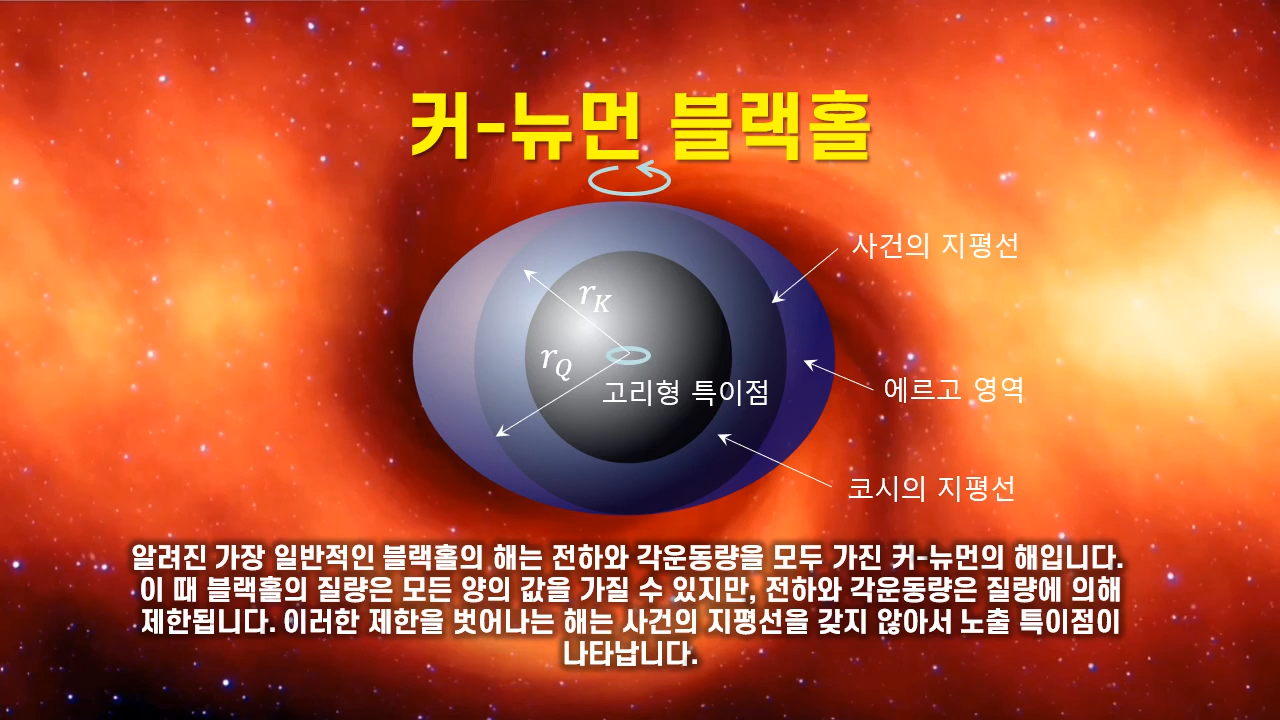 커-뉴먼 블랙홀
사건의 지평선
r_K
r_Q
고리형 특이점
에르고 영역
코시의 지평선
알려진 가장 일반적인 블랙홀의 해는 전하와 각운동량을 모두 가진 커-뉴먼의 해입니다.
이 때 블랙홀의 질량은 모든 양의 값을 가질 수 있지만, 전하와 각운동량은 질량에 의해
제한됩니다. 이러한 제한을 벗어나는 해는 사건의 지평선을 갖지 않아서 노출 특이점이
나타납니다.